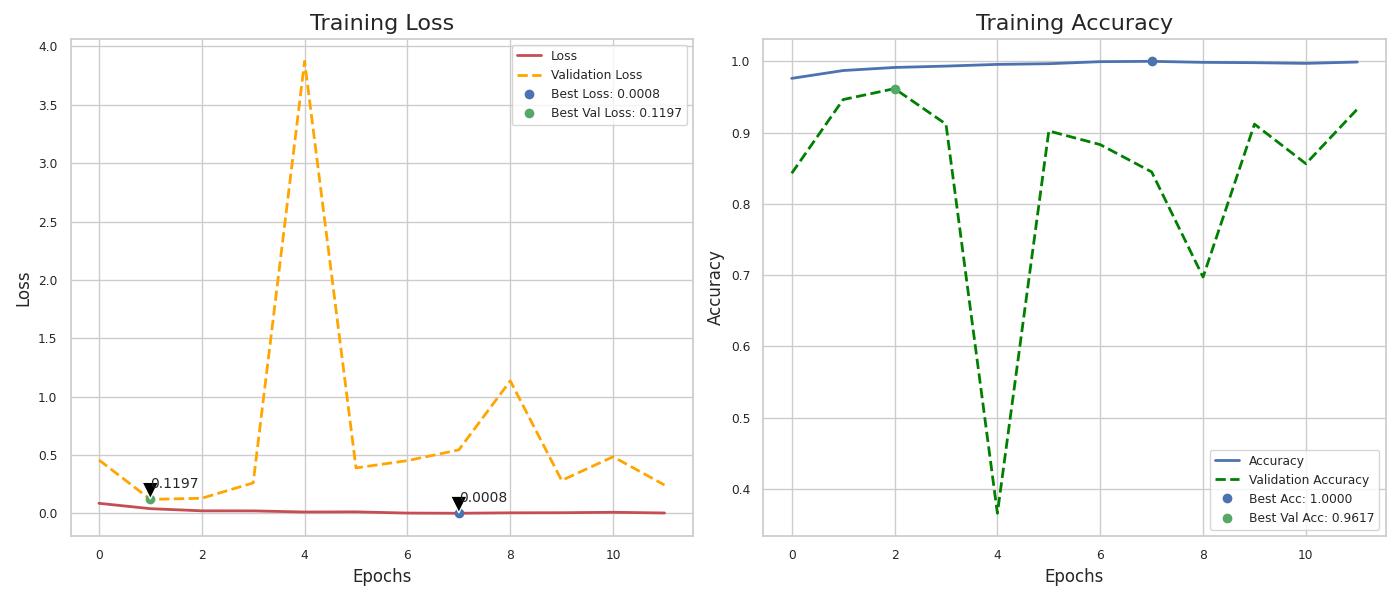 Training Loss
4.0
3.5
3.0
2.5
2.0
1.5
1.0
0.5
0.0
Loss
Loss
Validation Loss
Best Loss: 0.0008
Best Val Loss: 0.1197
0.1197
0.0008
0 2 4 6 8 10
Epochs
Training Accuracy
1.0
0.9
0.8
0.7
0.6
0.5
0.4
Accuracy
Accuracy
Validation Accuracy
Best Acc: 1.0000
Best Val Acc: 0.9617
0 2 4 6 8 10
Epochs